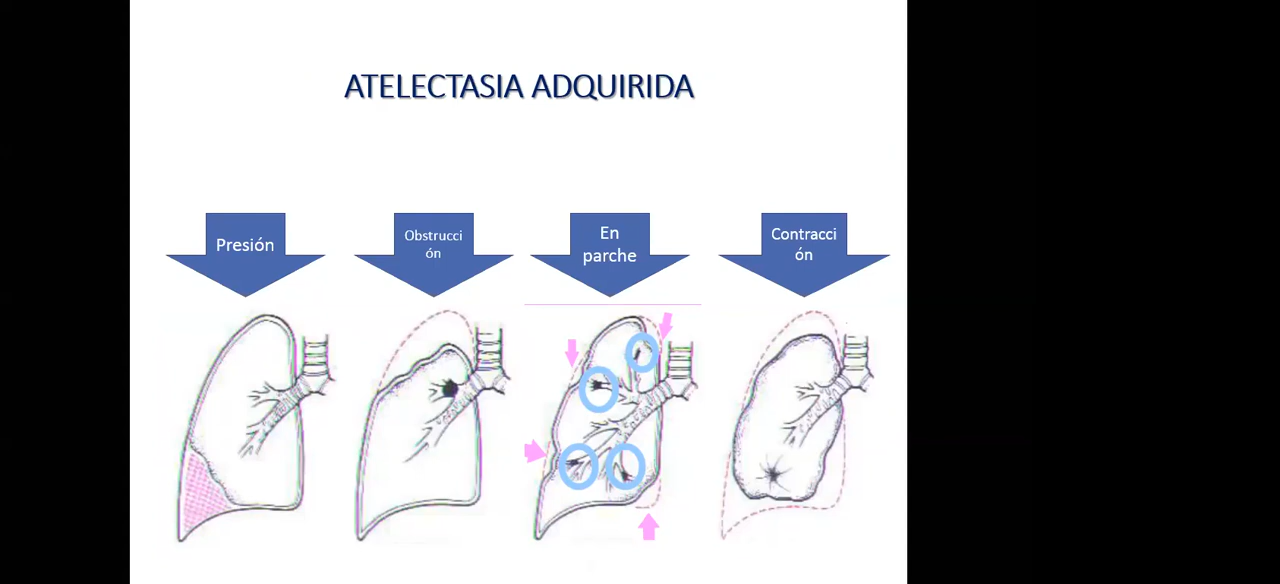 ATELECTASIA ADQUIRIDA
Presión
Obstrucci
ón
En
parche
Contracci
ón